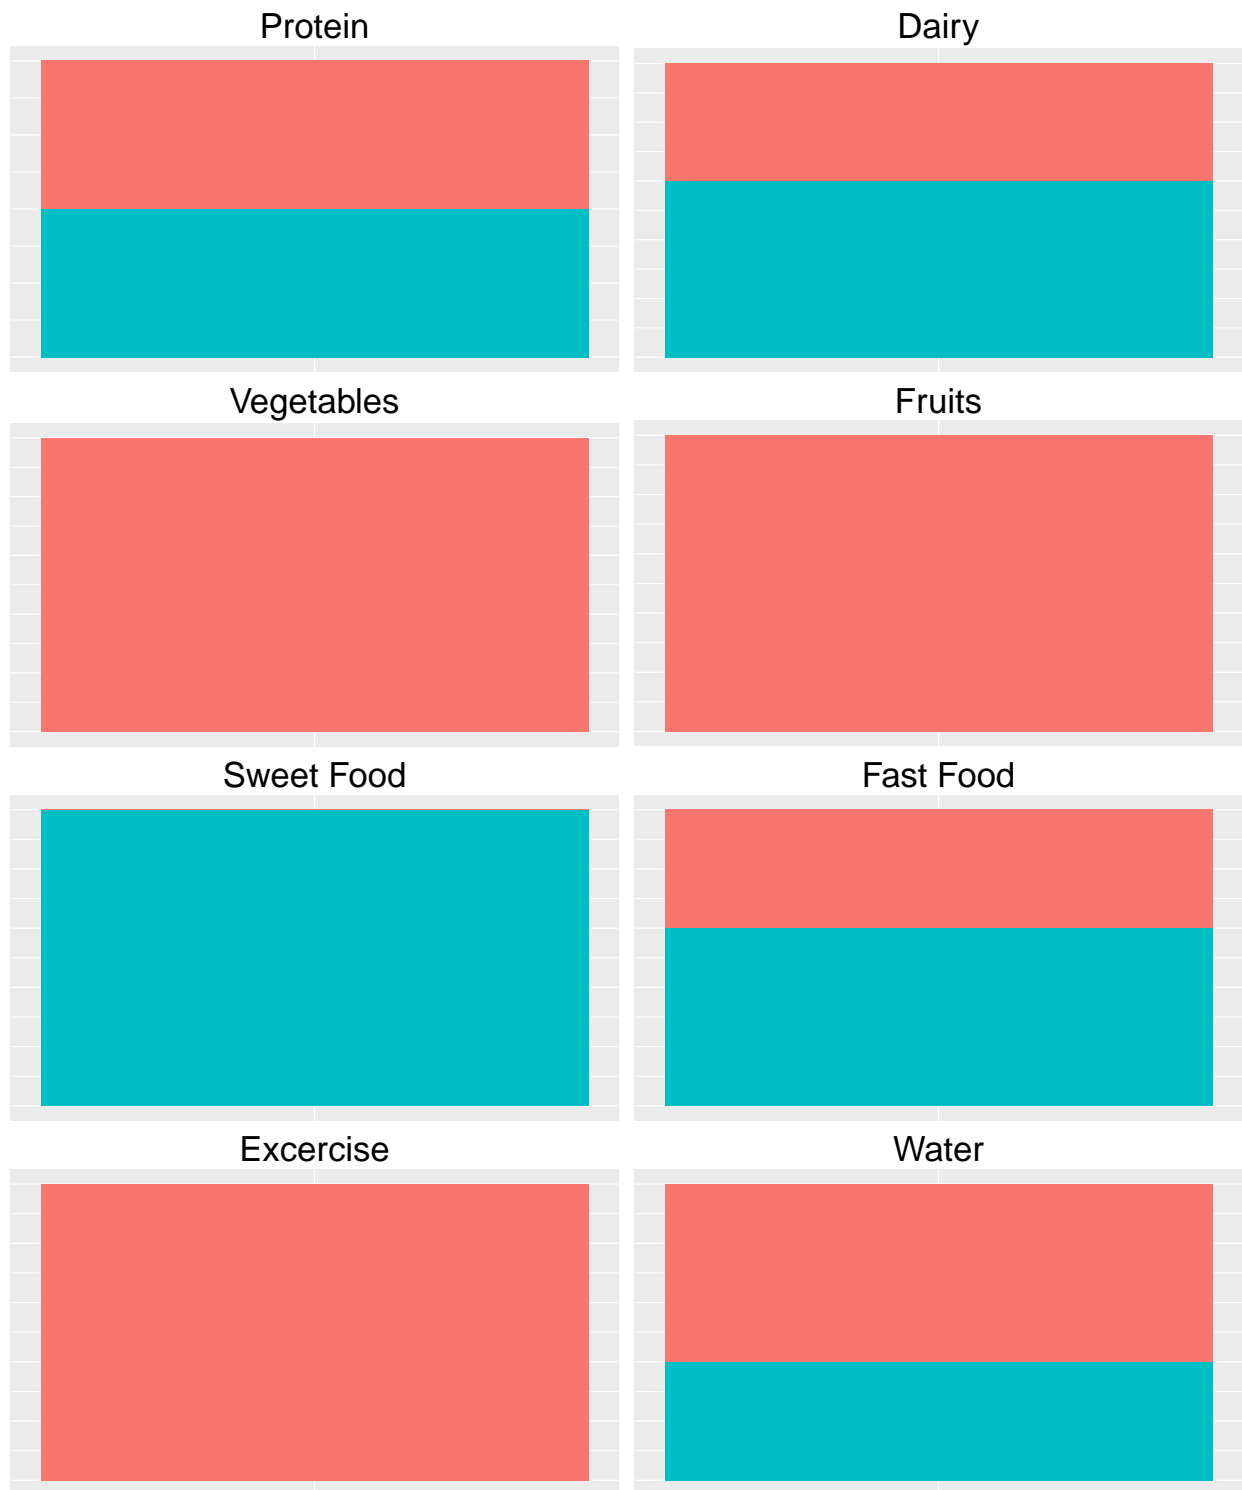 Protein
Dairy
Vegetables
Fruits
Sweet Food
Fast Food
Excercise
Water